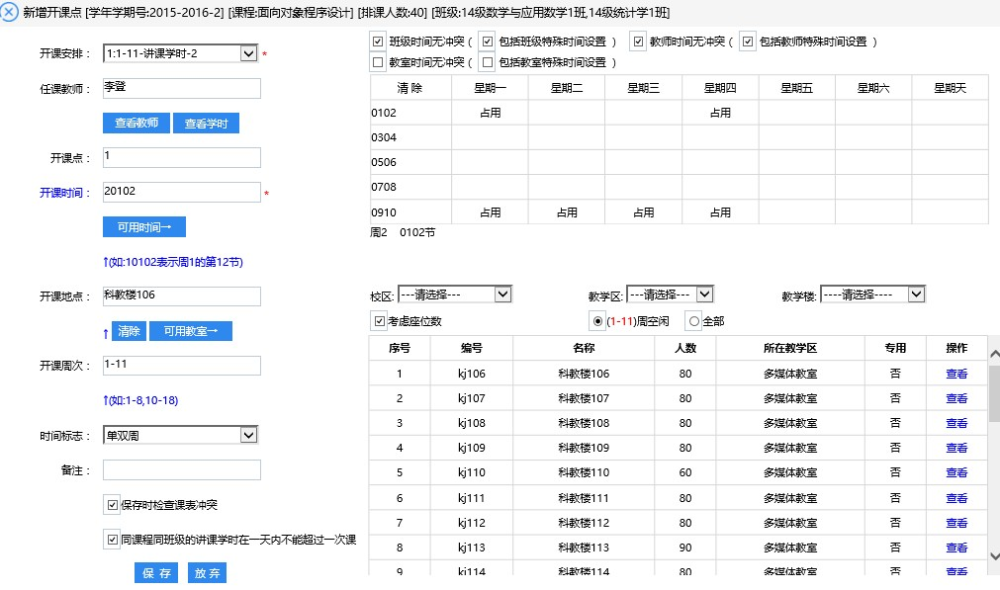 新增开课点 [学年学期号:2015-2016-2] [课程:面向对象程序设计] [排课人数:40] [班级:14级数学与应用数学1班,14级统计学1班]
开课安排： 1:1-11-讲课学时-2 *
任课教师： 李登
查看教师 查看学时
开课点： 1
开课时间： 20102 *
可用时间→
↑(如:10102表示周1的第12节)
开课地点： 科教楼106
↑ 清除 可用教室→
开课周次： 1-11
↑(如:1-8,10-18)
时间标志： 单双周
备注：
保存时检查课表冲突
同课程同班级的讲课学时在一天内不能超过一次课
保 存 放 弃
班级时间无冲突 ( 包括班级特殊时间设置 ) 教师时间无冲突 ( 包括教师特殊时间设置 )
教室时间无冲突 ( 包括教室特殊时间设置 )
清 除 星期一 星期二 星期三 星期四 星期五 星期六 星期天
0102 占用 占用
0304
0506
0708
0910 占用 占用 占用 占用
周2 0102节
校区: ---请选择--- 教学区: ---请选择--- 教学楼: ----请选择----
考虑座位数 (1-11)周空闲 全部
序号 编号 名称 人数 所在教学区 专用 操作
1 kj106 科教楼106 80 多媒体教室 否 查看
2 kj107 科教楼107 80 多媒体教室 否 查看
3 kj108 科教楼108 80 多媒体教室 否 查看
4 kj109 科教楼109 80 多媒体教室 否 查看
5 kj110 科教楼110 60 多媒体教室 否 查看
6 kj111 科教楼111 80 多媒体教室 否 查看
7 kj112 科教楼112 80 多媒体教室 否 查看
8 kj113 科教楼113 90 多媒体教室 否 查看
9 kj114 科教楼114 80 多媒体教室 否 查看